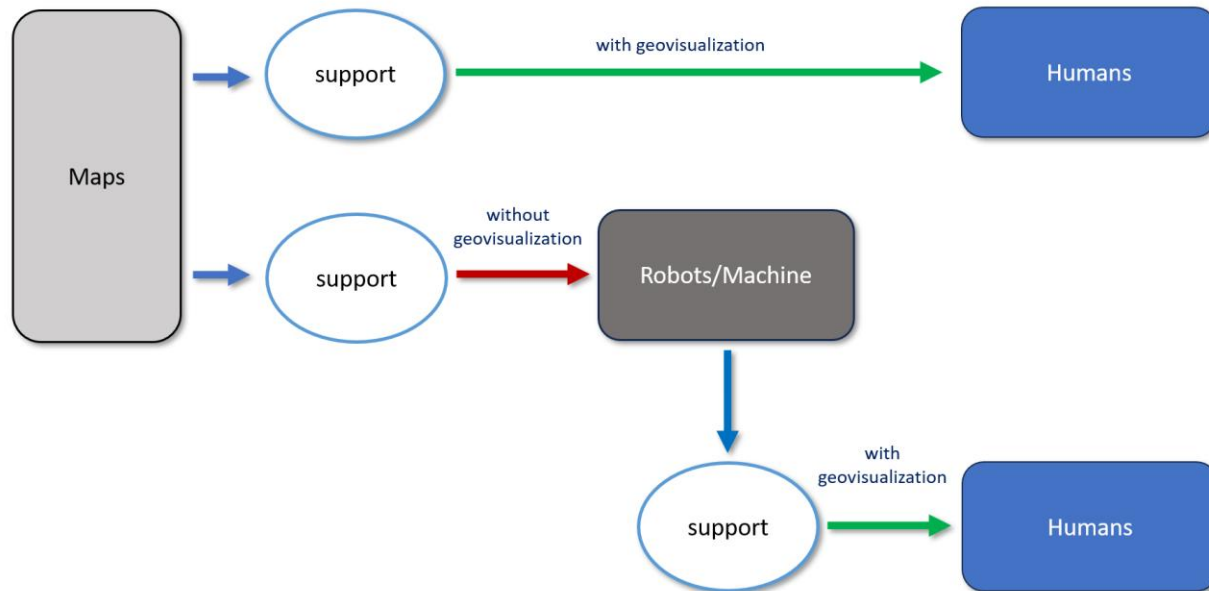 with geovisualization
support
Humans
Maps
without
geovisualization
support
Robots/Machine
with
geovisualization
support
Humans